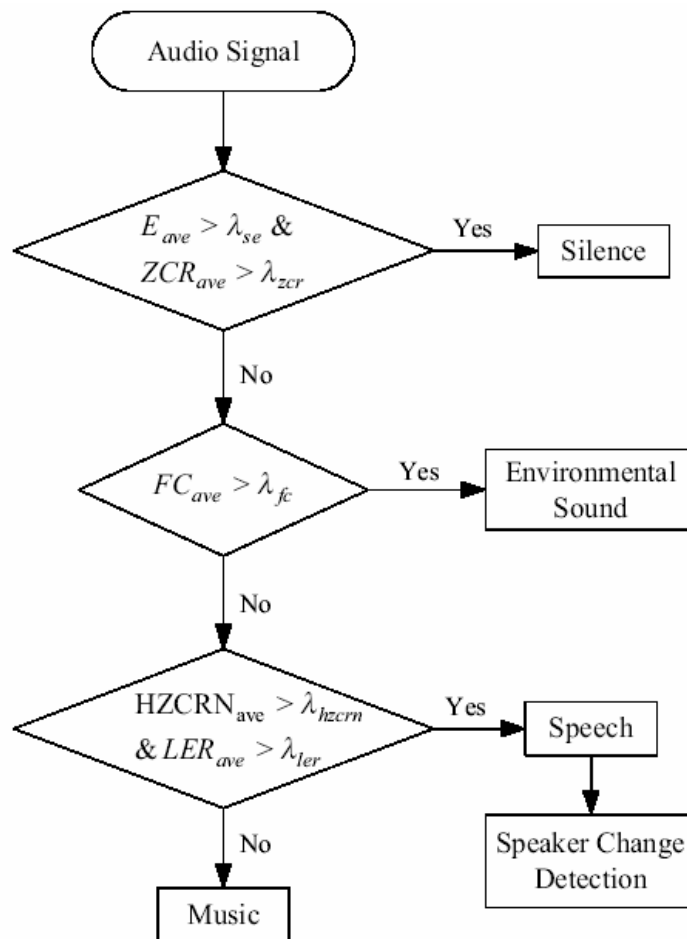 Audio Signal
E_ave > λ_se &
ZCR_ave > λ_zcr
Yes
Silence
No
FC_ave > λ_fc
Yes
Environmental
Sound
No
HZCRN_ave > λ_hzcrn
& LER_ave > λ_ler
Yes
Speech
No
Speaker Change
Detection
Music